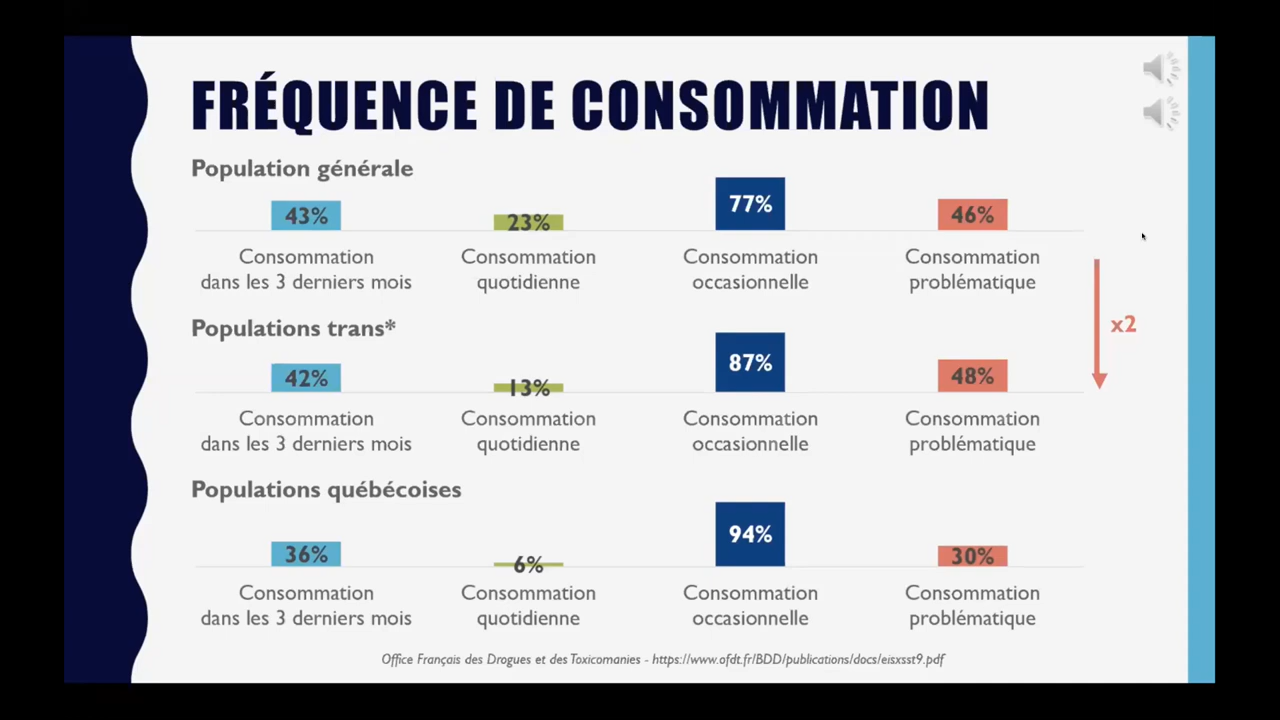 FRÉQUENCE DE CONSOMMATION
Population générale
43% 23% 77% 46%
Consommation Consommation Consommation Consommation
dans les 3 derniers mois quotidienne occasionnelle problématique
x2
Populations trans*
42% 13% 87% 48%
Consommation Consommation Consommation Consommation
dans les 3 derniers mois quotidienne occasionnelle problématique
Populations québécoises
36% 6% 94% 30%
Consommation Consommation Consommation Consommation
dans les 3 derniers mois quotidienne occasionnelle problématique
Office Français des Drogues et des Toxicomanies - https://www.ofdt.fr/BDD/publications/docs/eisxsst9.pdf